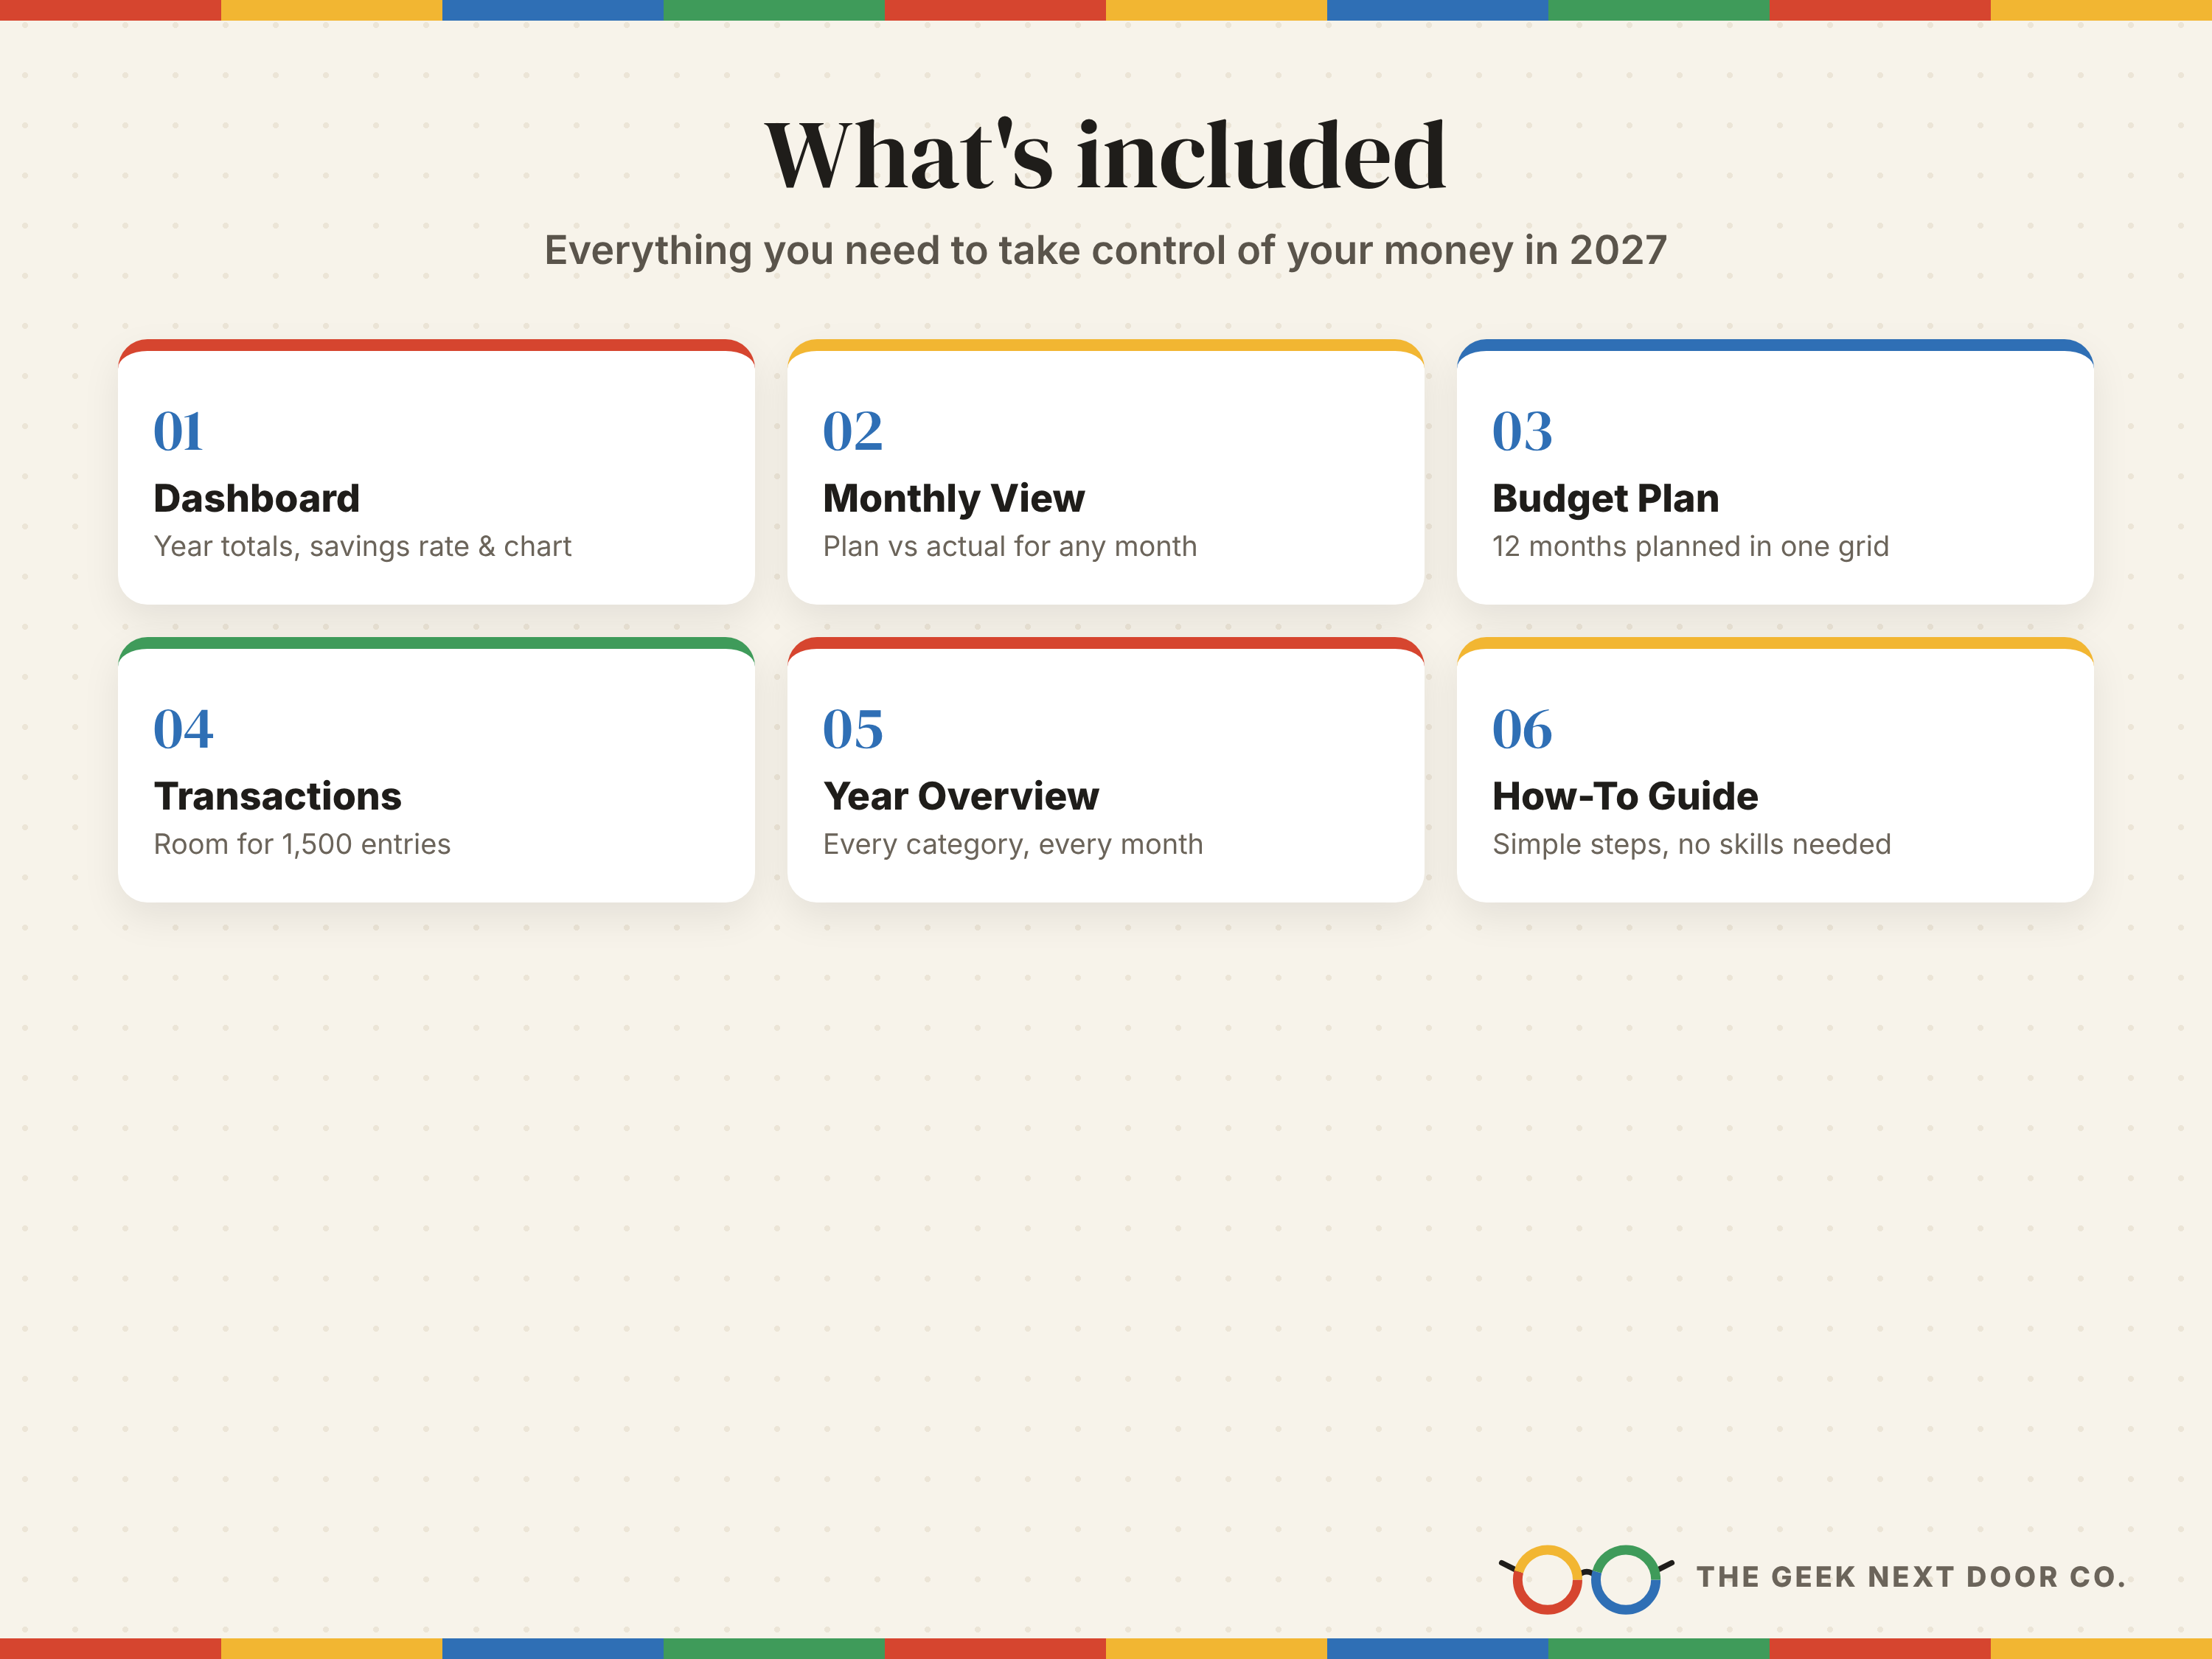 What's included
Everything you need to take control of your money in 2027
01
Dashboard
Year totals, savings rate & chart
02
Monthly View
Plan vs actual for any month
03
Budget Plan
12 months planned in one grid
04
Transactions
Room for 1,500 entries
05
Year Overview
Every category, every month
06
How-To Guide
Simple steps, no skills needed
THE GEEK NEXT DOOR CO.